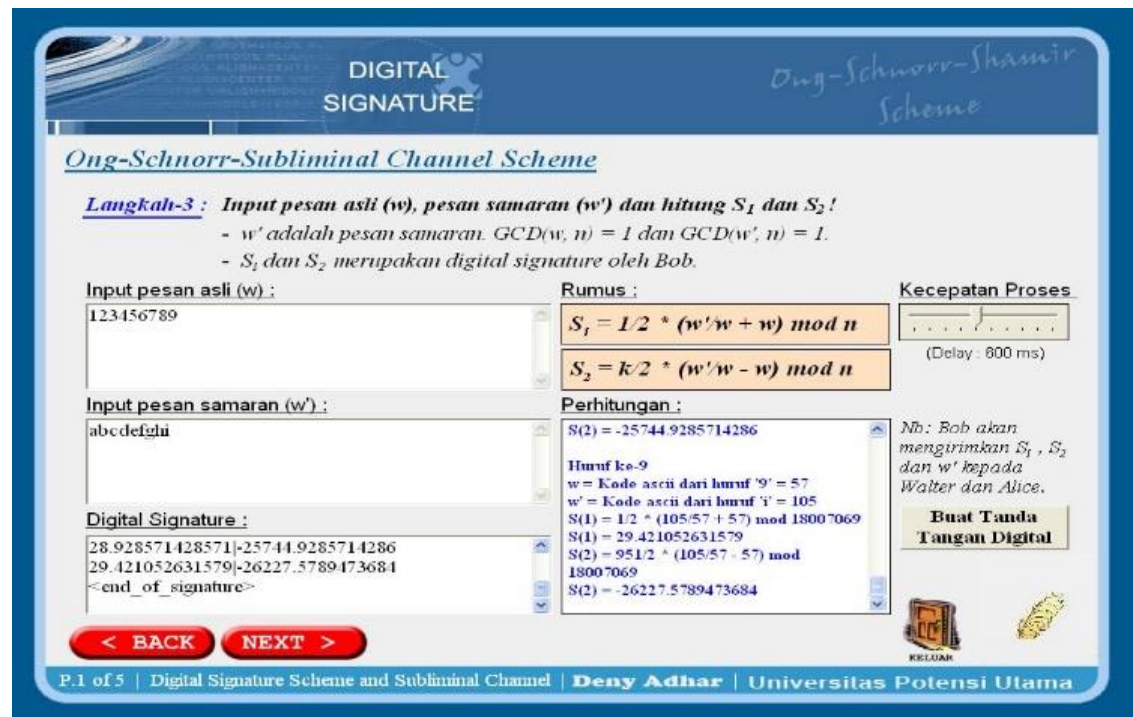 DIGITAL
SIGNATURE
Ong-Schnorr-Shamir
Scheme
Ong-Schnorr-Subliminal Channel Scheme
Langkah-3 : Input pesan asli (w), pesan samaran (w') dan hitung S1 dan S2 !
- w' adalah pesan samaran. GCD(w, n) = 1 dan GCD(w', n) = 1.
- S1 dan S2 merupakan digital signature oleh Bob.
Input pesan asli (w) :
123456789
Input pesan samaran (w') :
abcdefghi
Digital Signature :
28.928571428571|-25744.9285714286
29.421052631579|-26227.5789473684
<end_of_signature>
Rumus :
S1 = 1/2 * (w'/w + w) mod n
S2 = k/2 * (w'/w - w) mod n
Perhitungan :
S(2) = -25744.9285714286
Huruf ke-9
w = Kode ascii dari huruf '9' = 57
w' = Kode ascii dari huruf 'i' = 105
S(1) = 1/2 * (105/57 + 57) mod 18007069
S(1) = 29.421052631579
S(2) = 951/2 * (105/57 - 57) mod
18007069
S(2) = -26227.5789473684
Kecepatan Proses
(Delay : 600 ms)
Nb: Bob akan
mengirimkan S1 , S2
dan w' kepada
Walter dan Alice.
Buat Tanda
Tangan Digital
KELUAR
< BACK
NEXT >
P.1 of 5 | Digital Signature Scheme and Subliminal Channel | Deny Adhar | Universitas Potensi Utama